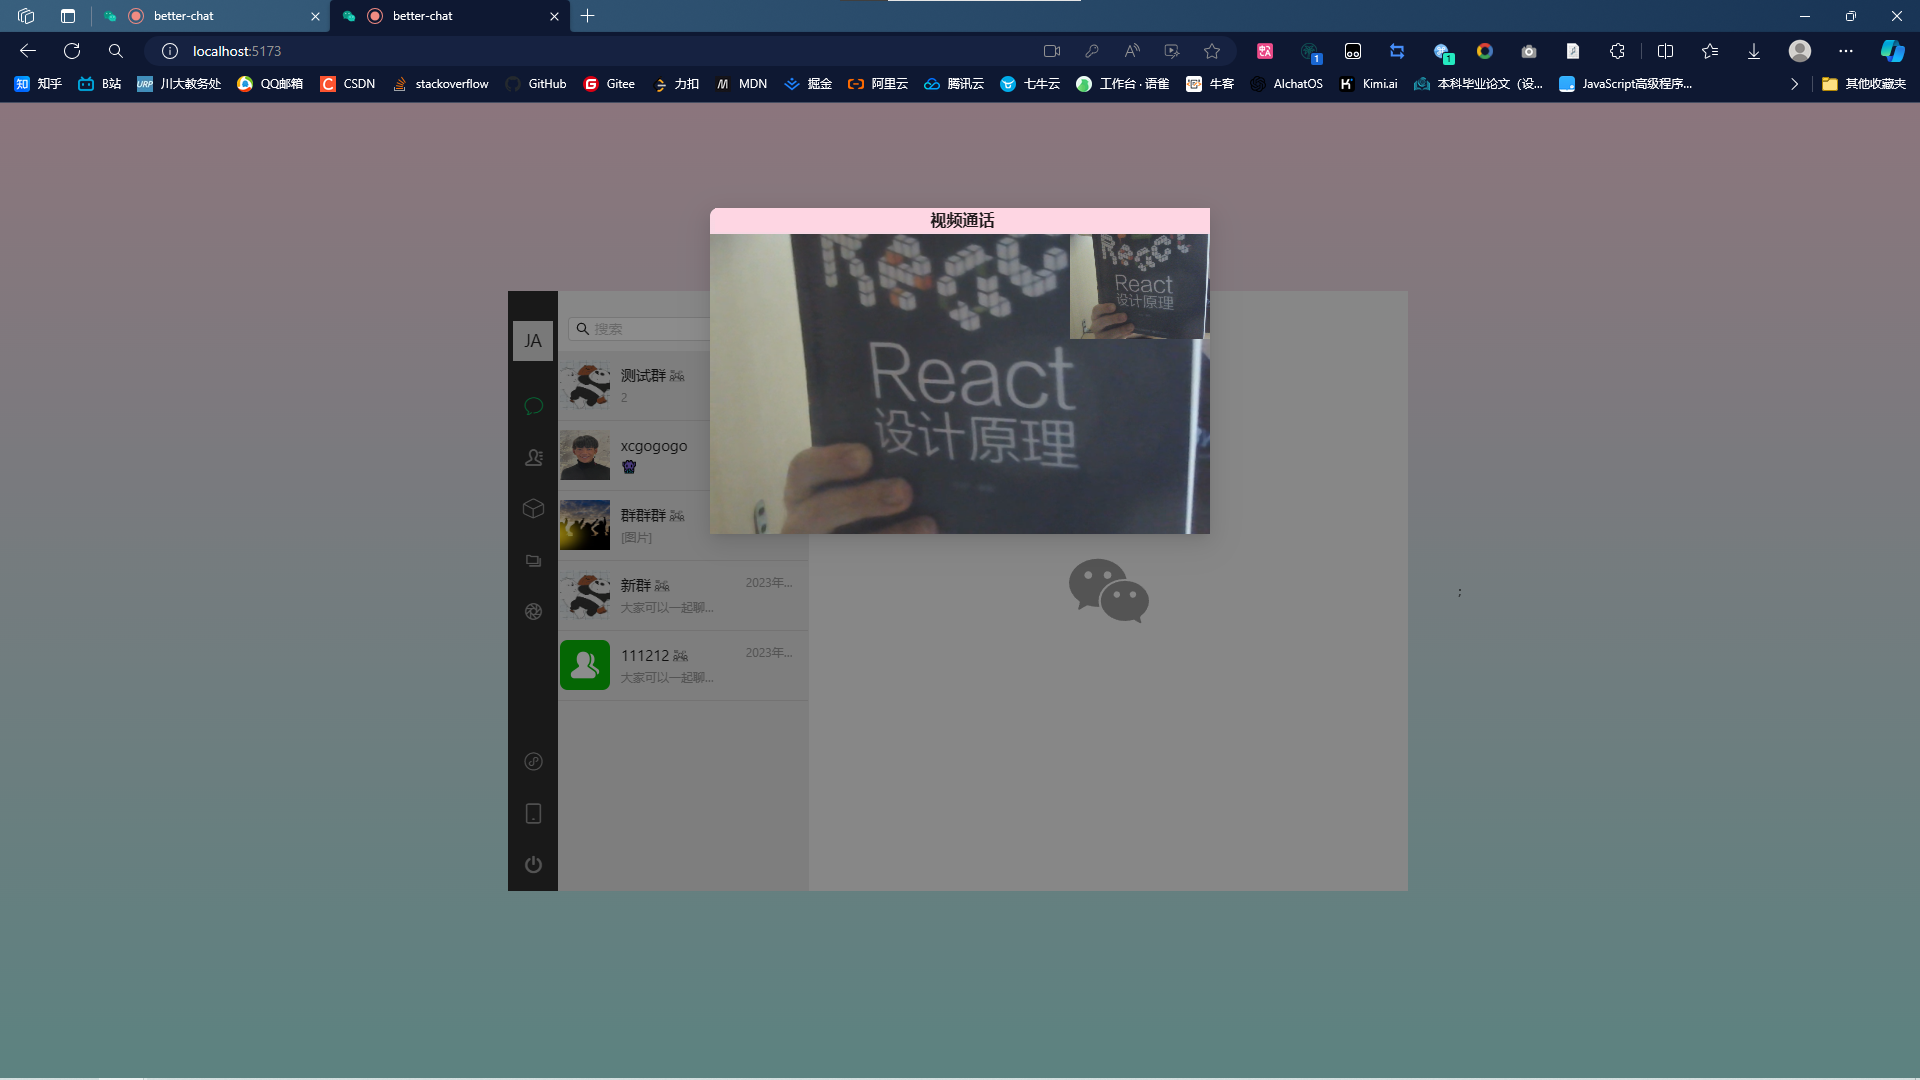 better-chat
better-chat
localhost:5173
1
1
知乎
B站
URP 川大教务处
QQ邮箱
C CSDN
stackoverflow
GitHub
G Gitee
力扣
M MDN
掘金
阿里云
腾讯云
七牛云
工作台 · 语雀
牛客
AIchatOS
K Kimi.ai
本科毕业论文（设...
JavaScript高级程序...
其他收藏夹
视频通话
React
设计原理
React
设计原理
JA
搜索
测试群
2
xcgogogo
群群群
[图片]
新群
2023年...
大家可以一起聊...
111212
2023年...
大家可以一起聊...
;